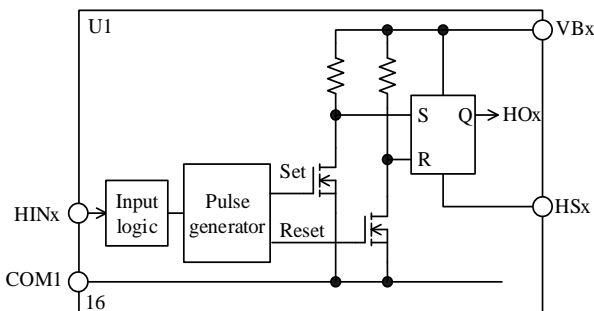 U1
VBx
S
Q
HOx
R
Set
Input
logic
Pulse
generator
HINx
HSx
Reset
COM1
16